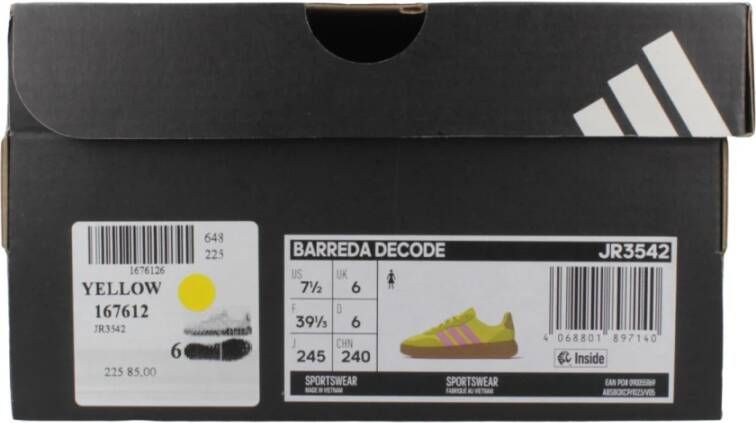 648
225
1676126
YELLOW
167612
JR3542
6
225 85,00
BARREDA DECODE JR3542
US UK
7½ 6
F D
39⅓ 6
J CHN
245 240
4 068801 897140
Inside
SPORTSWEAR
MADE IN VIETNAM
SPORTSWEAR
FABRIQUÉ AU VIETNAM